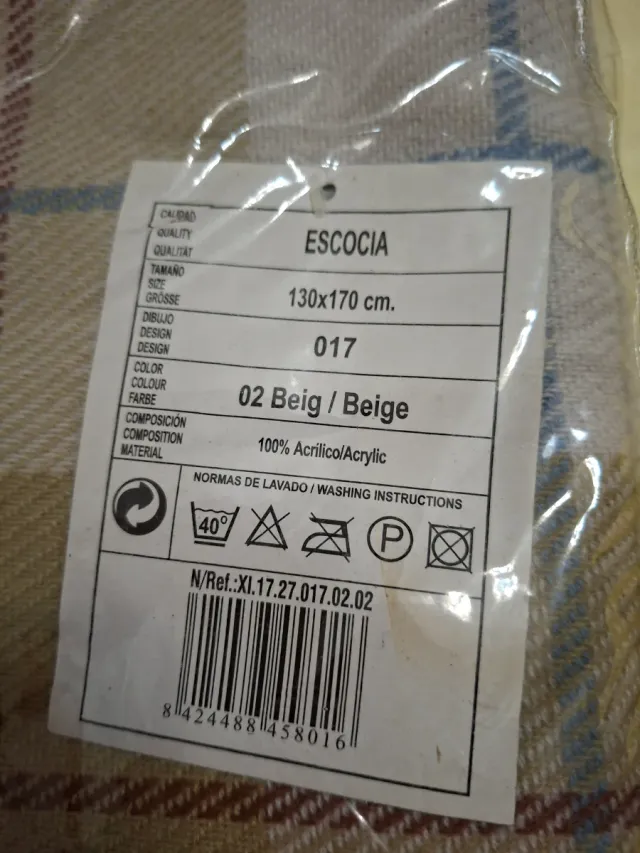 CALIDAD
QUALITY
QUALITÄT
ESCOCIA
TAMAÑO
SIZE
GRÖSSE
130x170 cm.
DIBUJO
DESIGN
DESIGN
017
COLOR
COLOUR
FARBE
02 Beig / Beige
COMPOSICIÓN
COMPOSITION
MATERIAL
100% Acrilico/Acrylic
NORMAS DE LAVADO / WASHING INSTRUCTIONS
40°
P
N/Ref.:XI.17.27.017.02.02
8 424488 458016